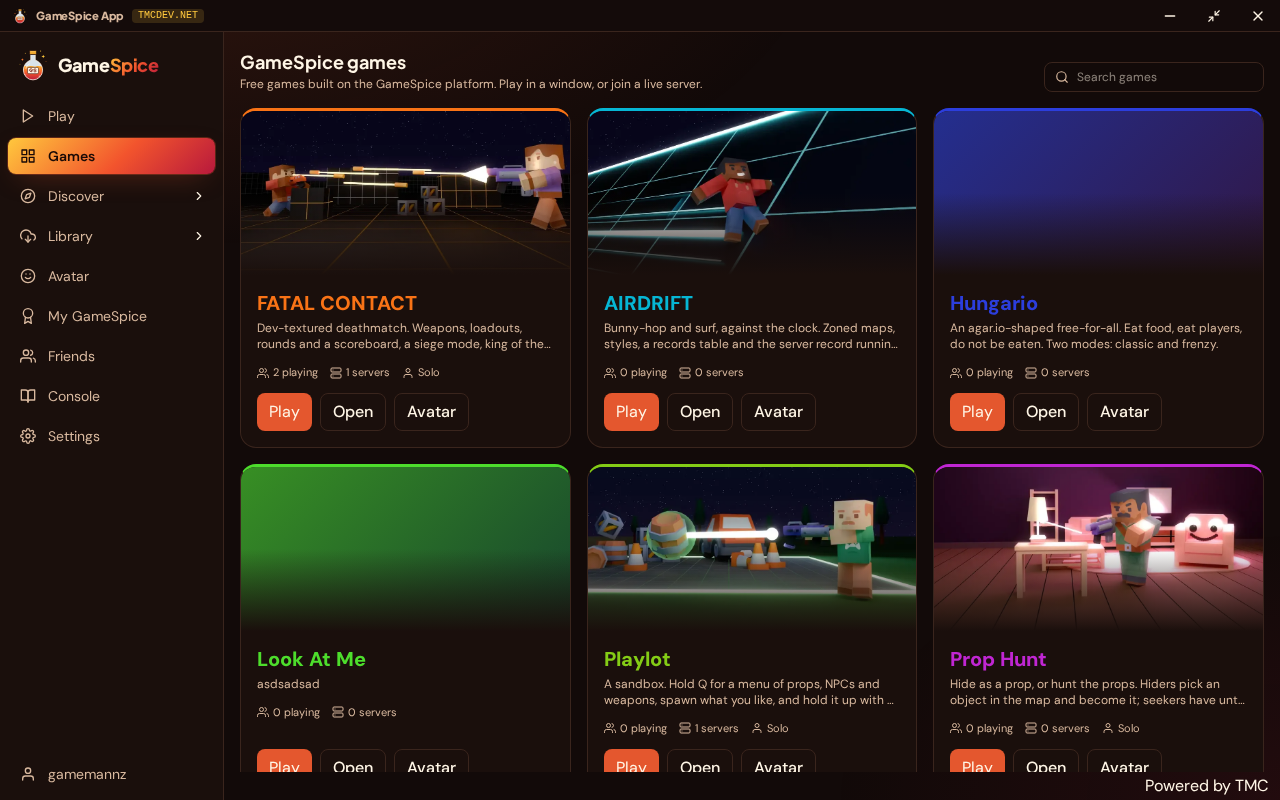 GameSpice App TMCDEV.NET
GameSpice
Play
Games
Discover
Library
Avatar
My GameSpice
Friends
Console
Settings
gamemannz
GameSpice games
Free games built on the GameSpice platform. Play in a window, or join a live server.
Search games
FATAL CONTACT
Dev-textured deathmatch. Weapons, loadouts,
rounds and a scoreboard, a siege mode, king of the…
2 playing 1 servers Solo
Play Open Avatar
AIRDRIFT
Bunny-hop and surf, against the clock. Zoned maps,
styles, a records table and the server record runnin…
0 playing 0 servers
Play Open Avatar
Hungario
An agar.io-shaped free-for-all. Eat food, eat players,
do not be eaten. Two modes: classic and frenzy.
0 playing 0 servers
Play Open Avatar
Look At Me
asdsadsad
0 playing 0 servers
Play Open Avatar
Playlot
A sandbox. Hold Q for a menu of props, NPCs and
weapons, spawn what you like, and hold it up with …
0 playing 1 servers Solo
Play Open Avatar
Prop Hunt
Hide as a prop, or hunt the props. Hiders pick an
object in the map and become it; seekers have unt…
0 playing 0 servers Solo
Play Open Avatar
Powered by TMC